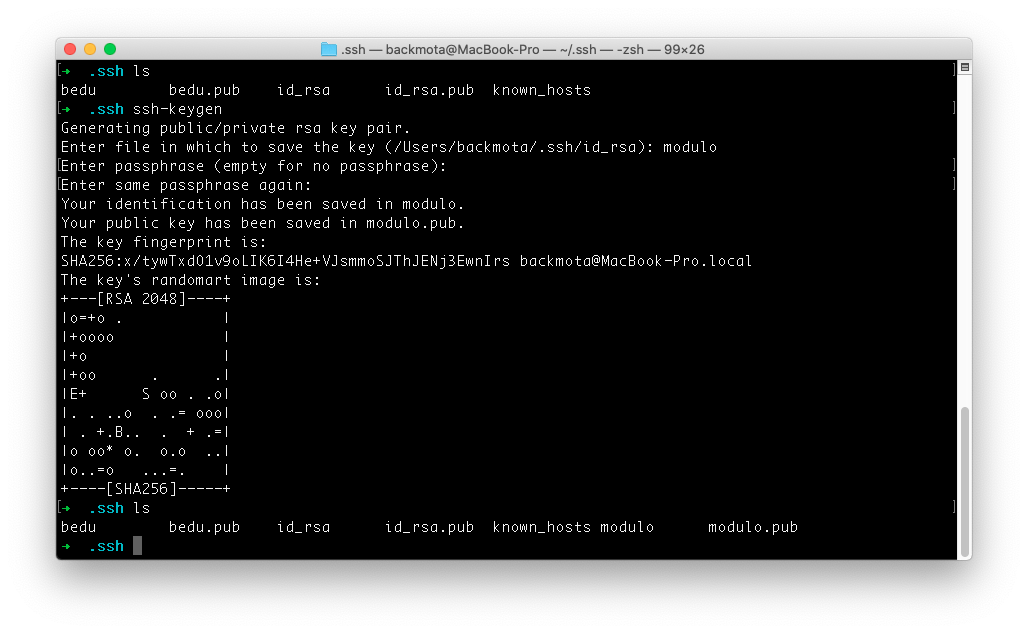 .ssh — backmota@MacBook-Pro — ~/.ssh — -zsh — 99×26
[➜  .ssh ls ]
bedu        bedu.pub    id_rsa      id_rsa.pub  known_hosts
[➜  .ssh ssh-keygen ]
Generating public/private rsa key pair.
Enter file in which to save the key (/Users/backmota/.ssh/id_rsa): modulo
[Enter passphrase (empty for no passphrase): ]
[Enter same passphrase again: ]
Your identification has been saved in modulo.
Your public key has been saved in modulo.pub.
The key fingerprint is:
SHA256:x/tywTxd01v9oLIK6I4He+VJsmmoSJThJENj3EwnIrs backmota@MacBook-Pro.local
The key's randomart image is:
+---[RSA 2048]----+
|o=+o .           |
|+oooo            |
|+o               |
|+oo      .      .|
|E+      S oo . .o|
|. . ..o  . .= ooo|
| . +.B..  .  + .=|
|o oo* o.  o.o  ..|
|o..=o   ...=.    |
+----[SHA256]-----+
[➜  .ssh ls ]
bedu        bedu.pub    id_rsa      id_rsa.pub  known_hosts modulo      modulo.pub
➜  .ssh